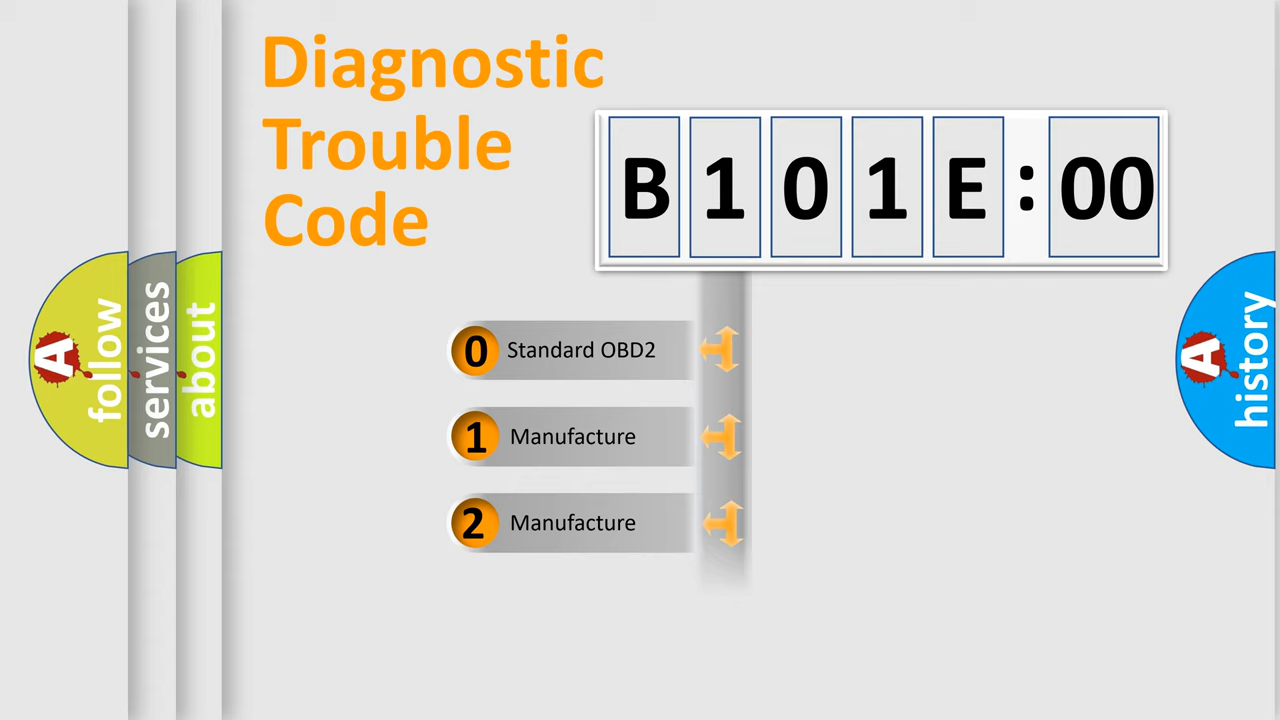 Diagnostic
Trouble
Code
B 1 0 1 E : 00
0 Standard OBD2
1 Manufacture
2 Manufacture
A follow
services
about
A history